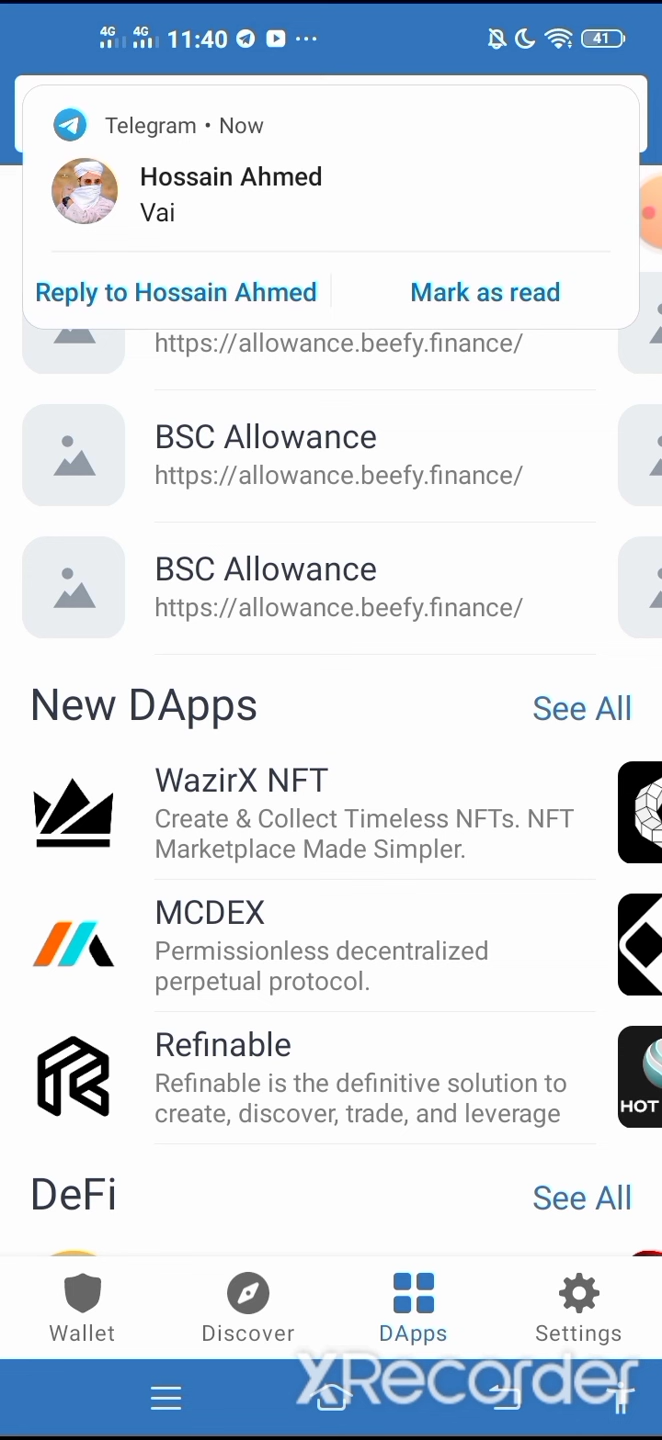 4G 4G 11:40 41
Telegram • Now
Hossain Ahmed
Vai
Reply to Hossain Ahmed
Mark as read
https://allowance.beefy.finance/
BSC Allowance
https://allowance.beefy.finance/
BSC Allowance
https://allowance.beefy.finance/
New DApps
See All
WazirX NFT
Create & Collect Timeless NFTs. NFT
Marketplace Made Simpler.
MCDEX
Permissionless decentralized
perpetual protocol.
Refinable
Refinable is the definitive solution to
create, discover, trade, and leverage
HOT
DeFi
See All
Wallet
Discover
DApps
Settings
XRecorder